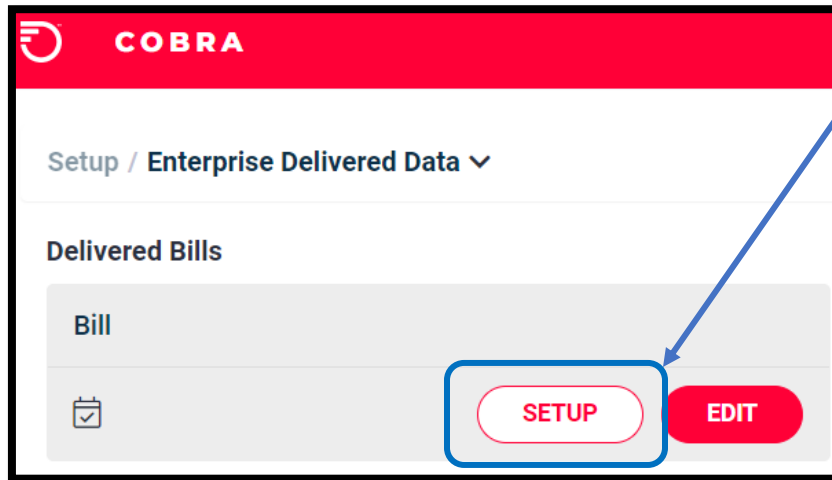 COBRA
Setup / Enterprise Delivered Data
Delivered Bills
Bill
SETUP EDIT